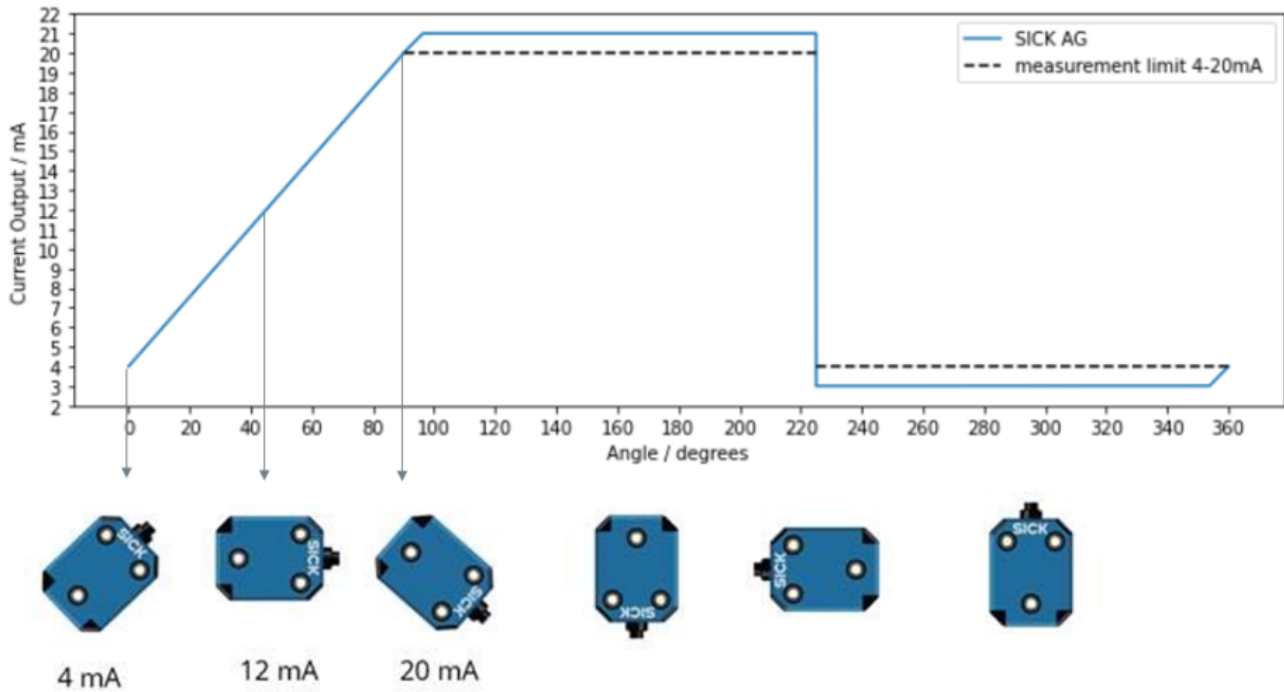 22
21
20
19
18
17
16
15
14
13
12
11
10
9
8
7
6
5
4
3
2
Current Output / mA
SICK AG
measurement limit 4-20mA
0 20 40 60 80 100 120 140 160 180 200 220 240 260 280 300 320 340 360
Angle / degrees
SICK
SICK
SICK
SICK
SICK
SICK
4 mA
12 mA
20 mA